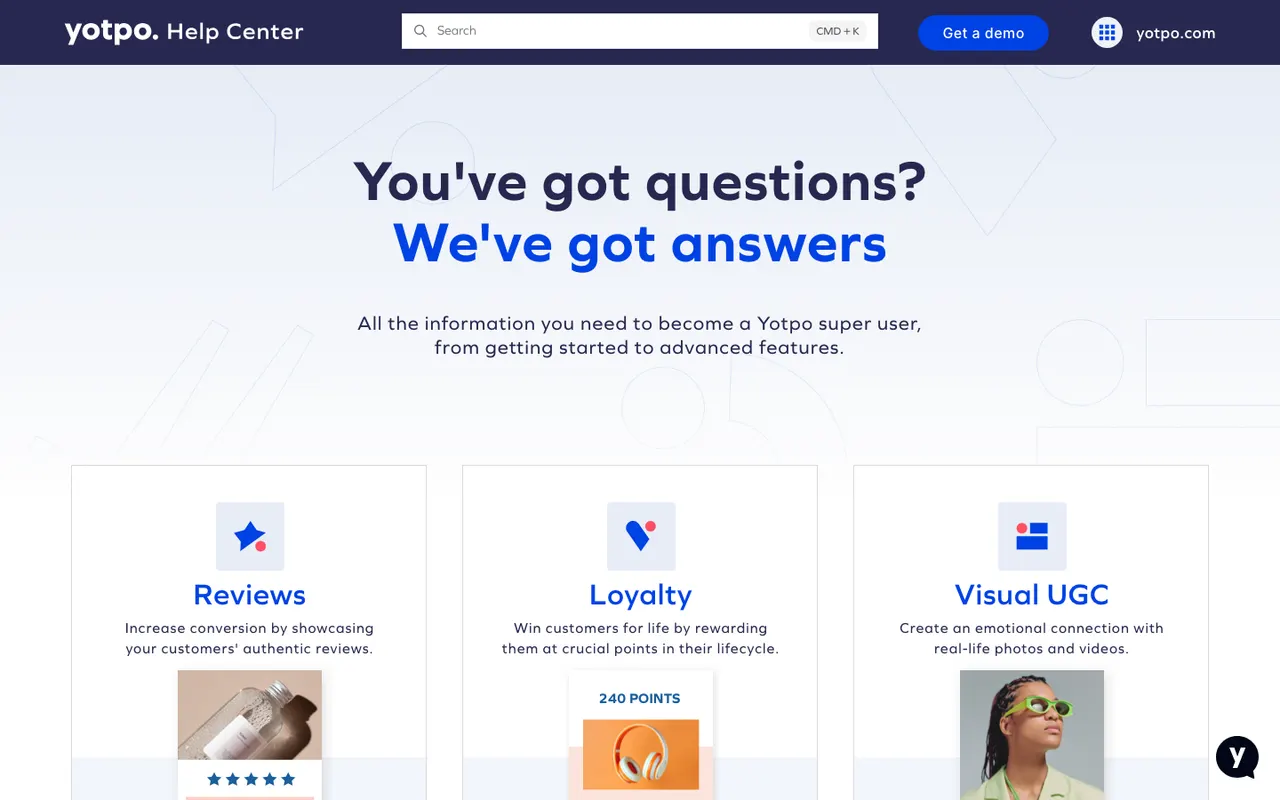 yotpo. Help Center
Search
CMD + K
Get a demo
yotpo.com
You've got questions?
We've got answers
All the information you need to become a Yotpo super user,
from getting started to advanced features.
Reviews
Increase conversion by showcasing
your customers' authentic reviews.
Loyalty
Win customers for life by rewarding
them at crucial points in their lifecycle.
240 POINTS
Visual UGC
Create an emotional connection with
real-life photos and videos.
y